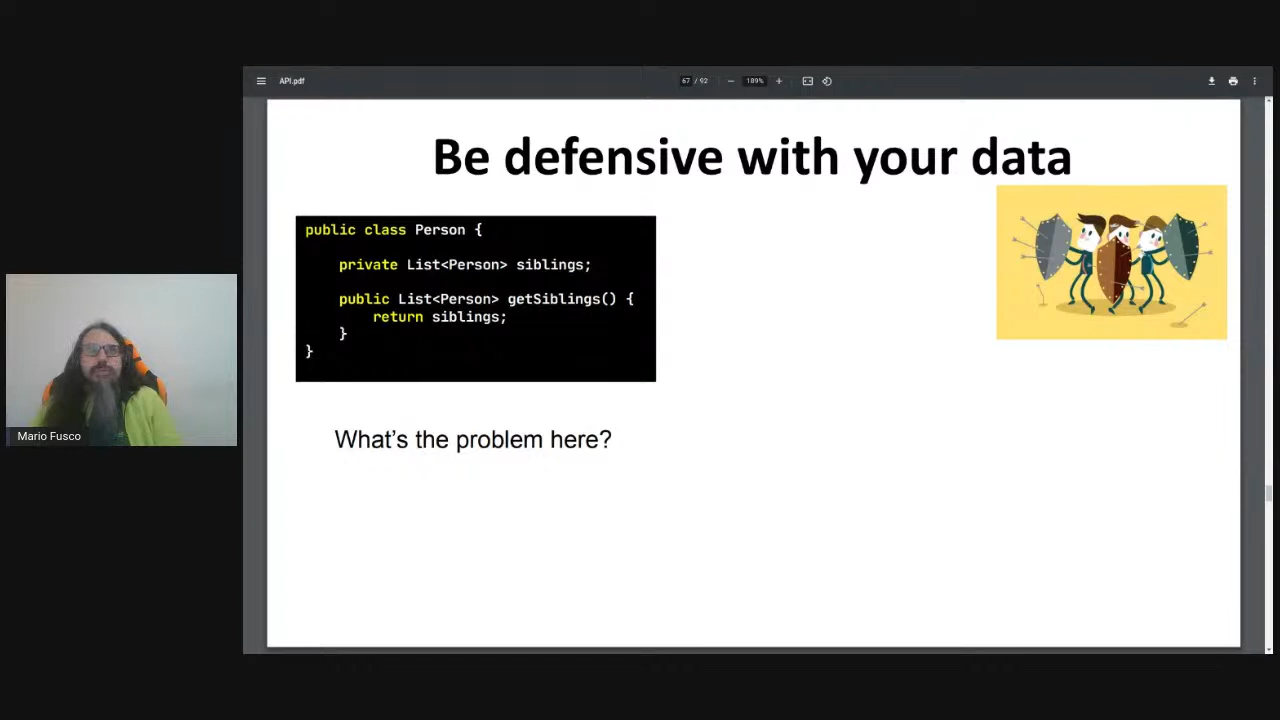 API.pdf
67 / 92
189%
Be defensive with your data
public class Person {
private List<Person> siblings;
public List<Person> getSiblings() {
return siblings;
}
}
What's the problem here?
Mario Fusco